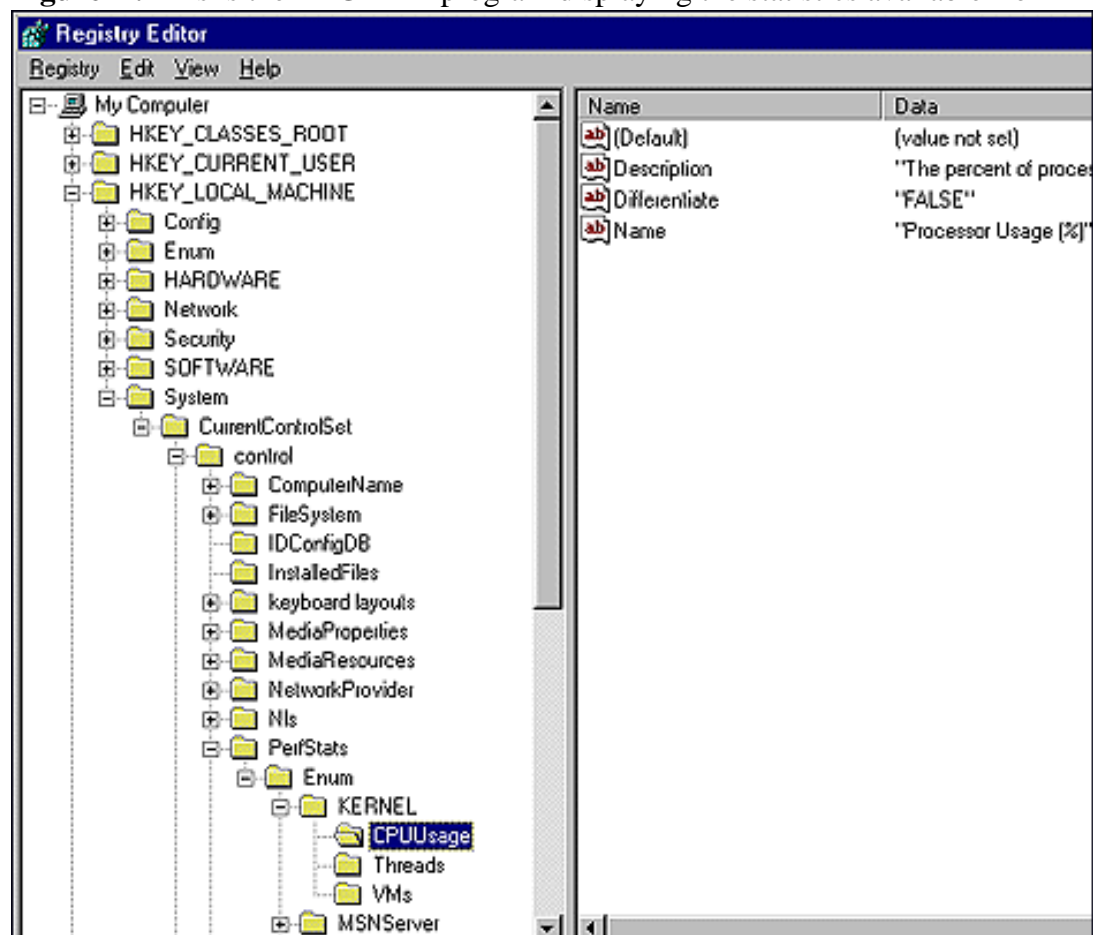 Registry Editor
Registry Edit View Help
My Computer
HKEY_CLASSES_ROOT
HKEY_CURRENT_USER
HKEY_LOCAL_MACHINE
Config
Enum
HARDWARE
Network
Security
SOFTWARE
System
CurrentControlSet
control
ComputerName
FileSystem
IDConfigDB
InstalledFiles
keyboard layouts
MediaProperties
MediaResources
NetworkProvider
Nls
PerfStats
Enum
KERNEL
CPUUsage
Threads
VMs
MSNServer
Name Data
(Default) (value not set)
Description "The percent of proces
Differentiate "FALSE"
Name "Processor Usage (%)"